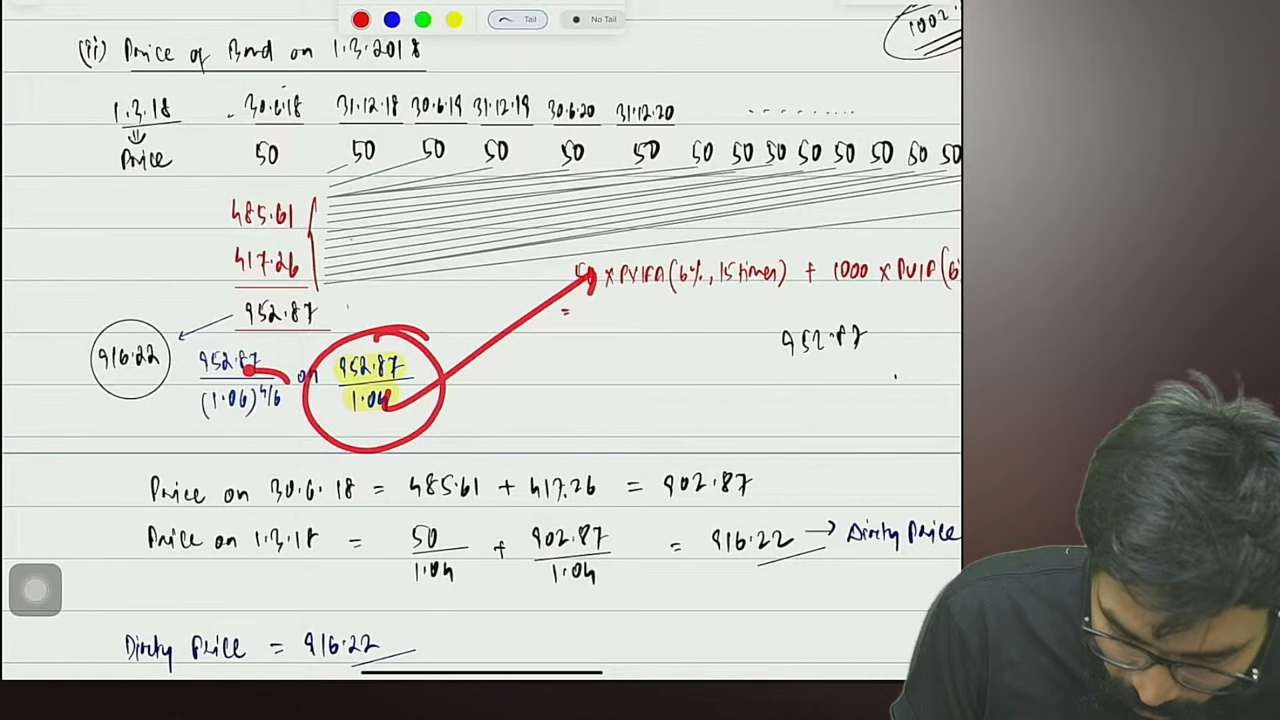 Tail No Tail
1002.
(ii) Price of Bond on 1.3.2018
1.3.18 30.6.18 31.12.18 30.6.19 31.12.19 30.6.20 31.12.20 ...........
Price 50 50 50 50 50 50 50 50 50 50 50 50 50 50
485.61
417.26
50 x PVIFA (6%, 15 times) + 1000 x PVIF (6
=
952.87
952.87
916.22
952.87 / (1.06)^4/6 or 952.87 / 1.04
Price on 30.6.18 = 485.61 + 417.26 = 902.87
Price on 1.3.18 = 50 / 1.04 + 902.87 / 1.04 = 916.22 → Dirty Price
Dirty Price = 916.22